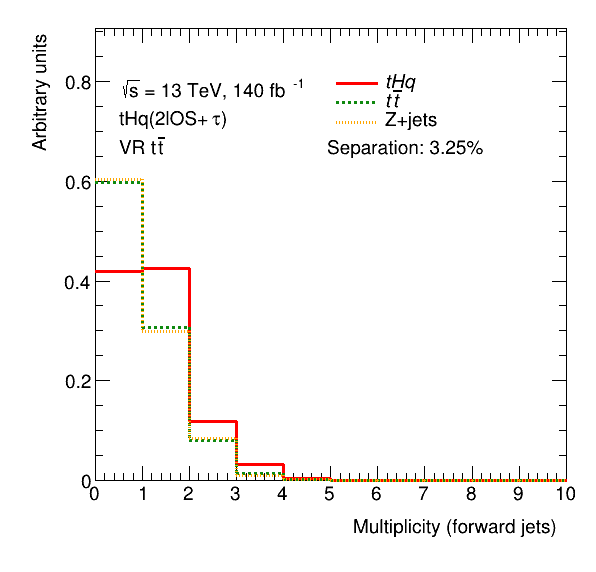 Arbitrary units
√s = 13 TeV, 140 fb⁻¹
tHq(2lOS+ τ)
VR tt̅
tHq
tt̅
Z+jets
Separation: 3.25%
0.8
0.6
0.4
0.2
0
0 1 2 3 4 5 6 7 8 9 10
Multiplicity (forward jets)